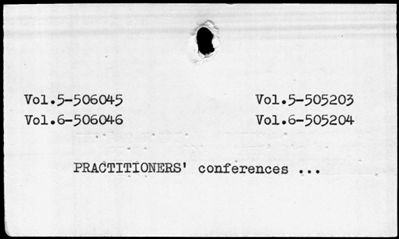 Vol.5-506045 Vol.5-505203
Vol.6-506046 Vol.6-505204
PRACTITIONERS' conferences ...